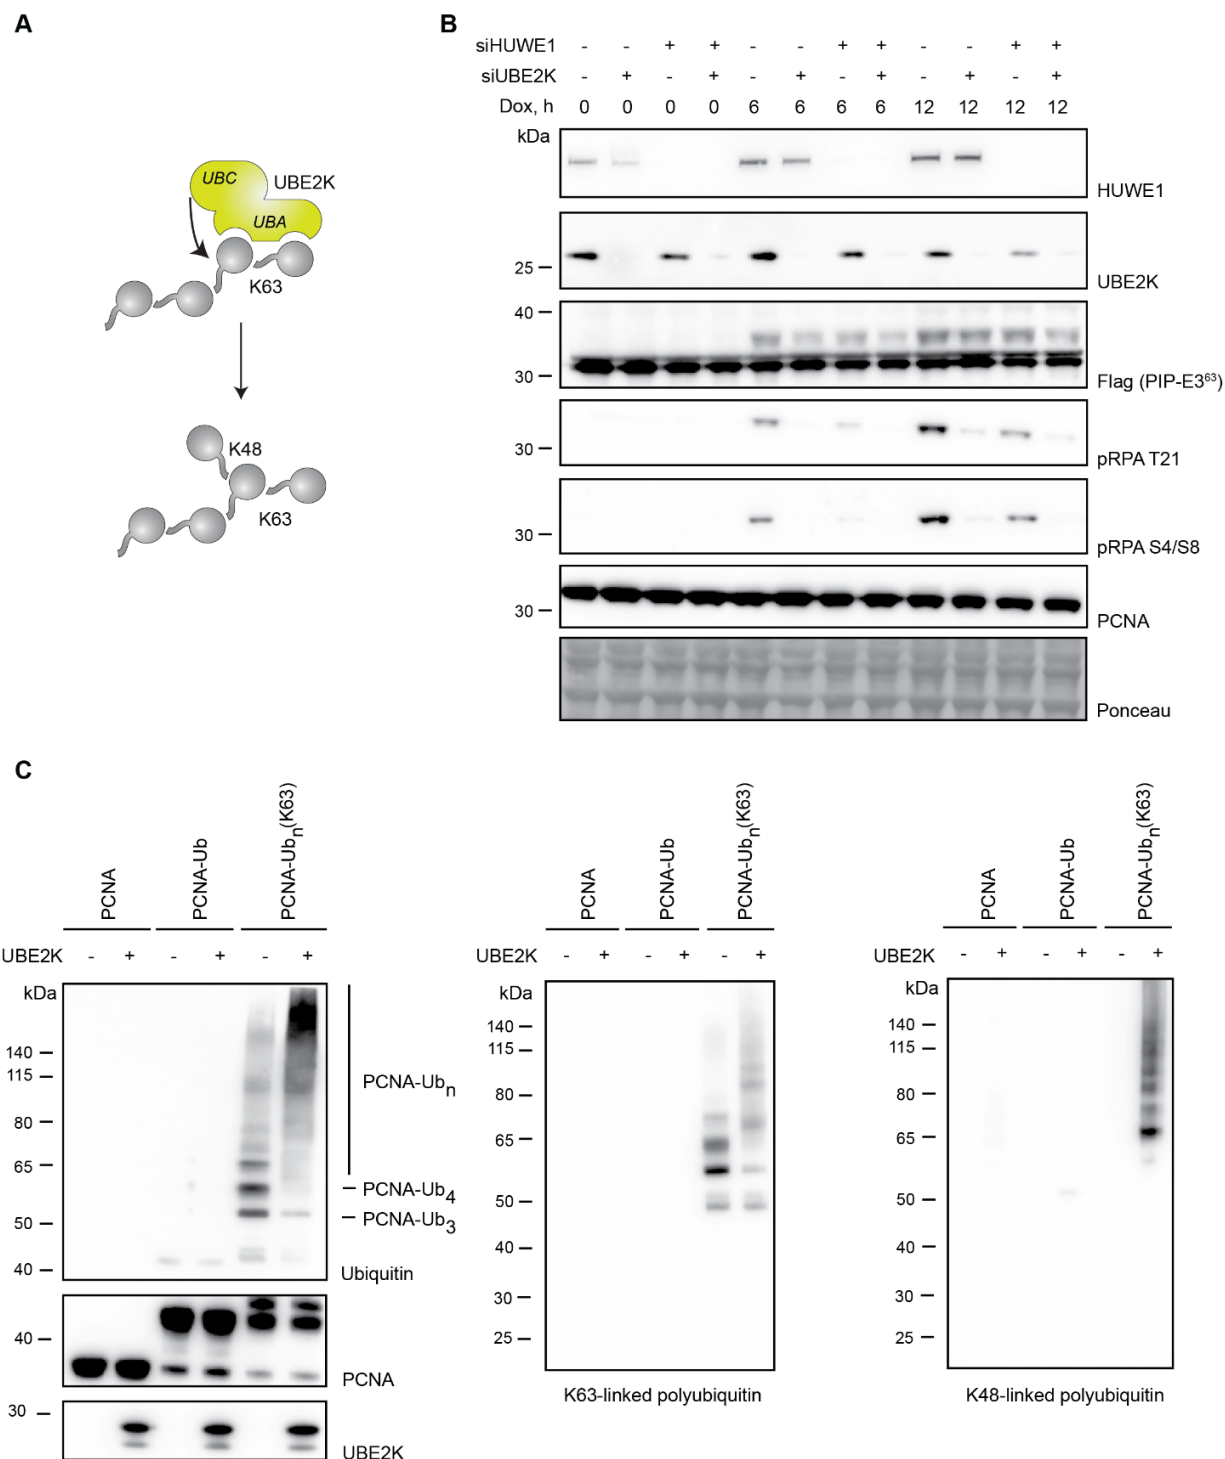 A
UBC
UBE2K
UBA
K63
K48
K63
B
siHUWE1 - - + + - - + + - - + +
siUBE2K - + - + - + - + - + - +
Dox, h 0 0 0 0 6 6 6 6 12 12 12 12
kDa
HUWE1
25
UBE2K
40
30
Flag (PIP-E3⁶³)
30
pRPA T21
30
pRPA S4/S8
30
PCNA
Ponceau
C
PCNA
PCNA-Ub
PCNA-Ubn(K63)
UBE2K - + - + - +
kDa
140
115
80
65
50
40
PCNA-Ubn
PCNA-Ub4
PCNA-Ub3
Ubiquitin
40
PCNA
30
UBE2K
PCNA
PCNA-Ub
PCNA-Ubn(K63)
UBE2K - + - + - +
kDa
140
115
80
65
50
40
30
25
K63-linked polyubiquitin
PCNA
PCNA-Ub
PCNA-Ubn(K63)
UBE2K - + - + - +
kDa
140
115
80
65
50
40
30
25
K48-linked polyubiquitin